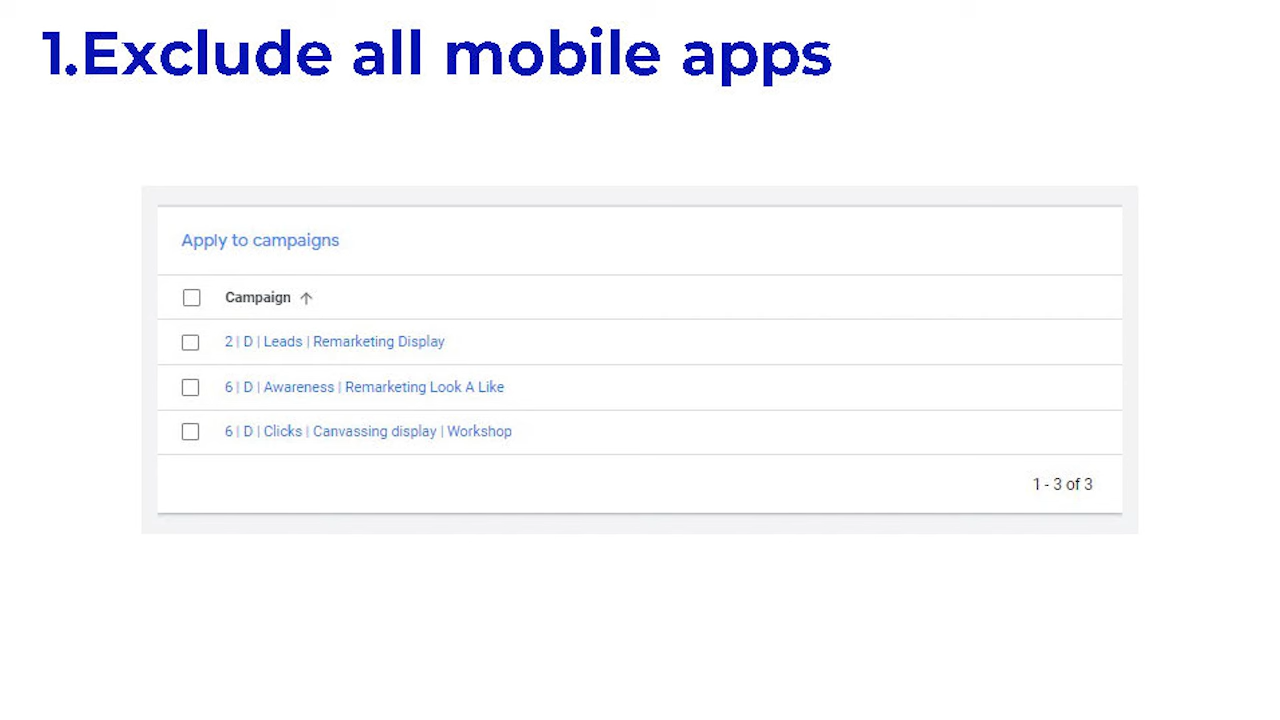 1.Exclude all mobile apps
Apply to campaigns
Campaign ↑
2 | D | Leads | Remarketing Display
6 | D | Awareness | Remarketing Look A Like
6 | D | Clicks | Canvassing display | Workshop
1 - 3 of 3